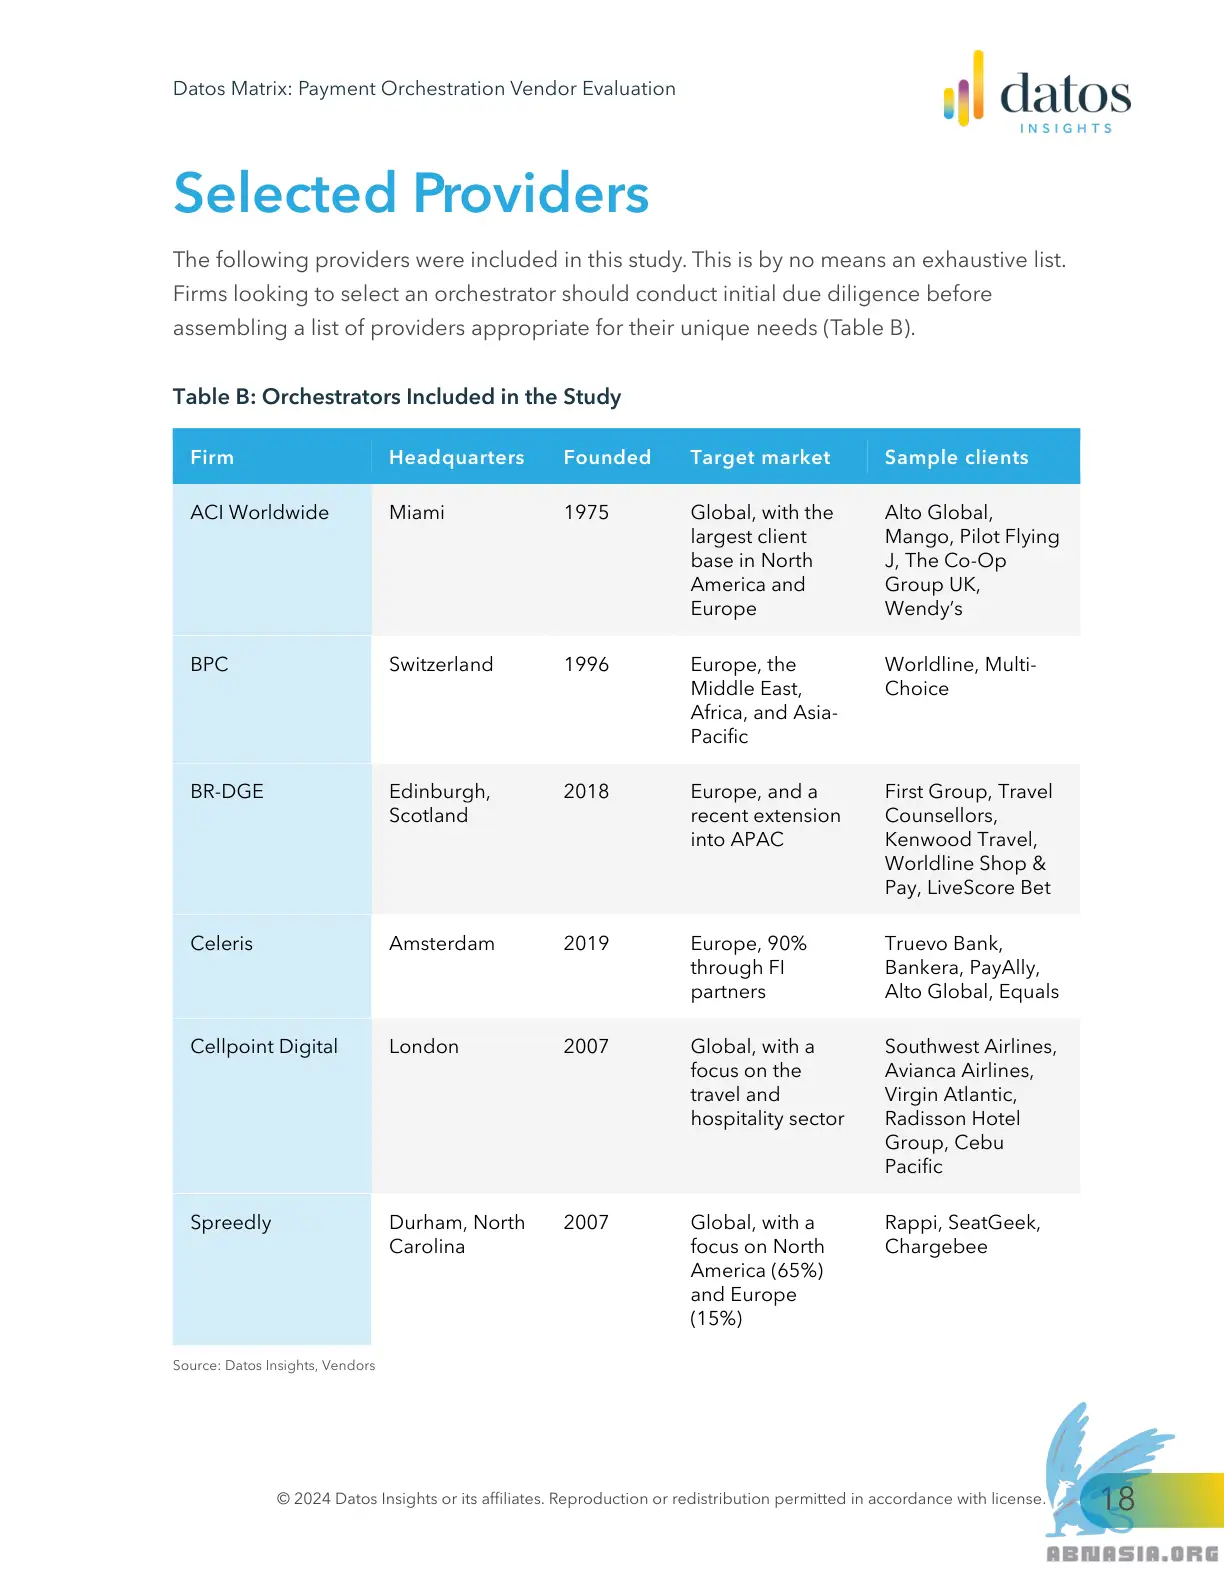 Datos Matrix: Payment Orchestration Vendor Evaluation
datos
INSIGHTS
Selected Providers
The following providers were included in this study. This is by no means an exhaustive list.
Firms looking to select an orchestrator should conduct initial due diligence before
assembling a list of providers appropriate for their unique needs (Table B).
Table B: Orchestrators Included in the Study
Firm Headquarters Founded Target market Sample clients
ACI Worldwide Miami 1975 Global, with the Alto Global,
largest client Mango, Pilot Flying
base in North J, The Co-Op
America and Group UK,
Europe Wendy’s
BPC Switzerland 1996 Europe, the Worldline, Multi-
Middle East, Choice
Africa, and Asia-
Pacific
BR-DGE Edinburgh, 2018 Europe, and a First Group, Travel
Scotland recent extension Counsellors,
into APAC Kenwood Travel,
Worldline Shop &
Pay, LiveScore Bet
Celeris Amsterdam 2019 Europe, 90% Truevo Bank,
through FI Bankera, PayAlly,
partners Alto Global, Equals
Cellpoint Digital London 2007 Global, with a Southwest Airlines,
focus on the Avianca Airlines,
travel and Virgin Atlantic,
hospitality sector Radisson Hotel
Group, Cebu
Pacific
Spreedly Durham, North 2007 Global, with a Rappi, SeatGeek,
Carolina focus on North Chargebee
America (65%)
and Europe
(15%)
Source: Datos Insights, Vendors
© 2024 Datos Insights or its affiliates. Reproduction or redistribution permitted in accordance with license. 18
ABNASIA.ORG